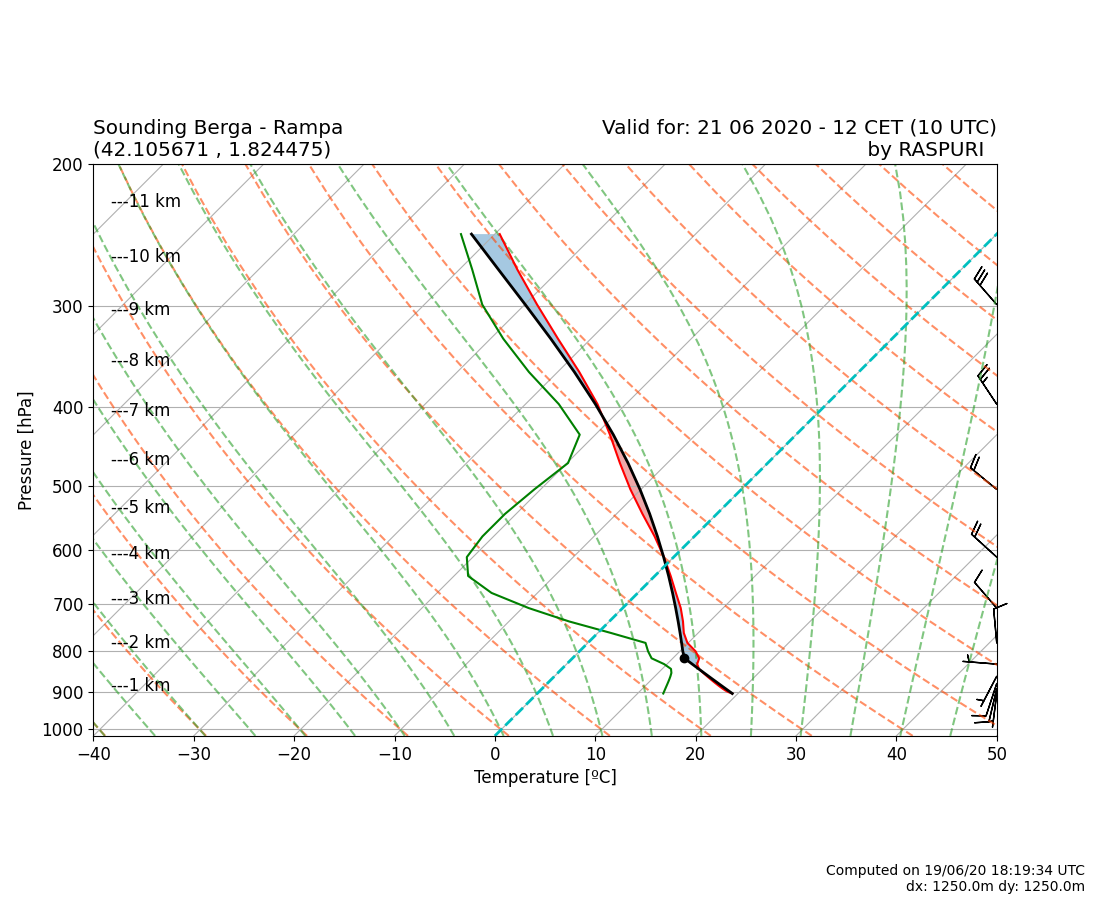 Sounding Berga - Rampa
(42.105671 , 1.824475)
Valid for: 21 06 2020 - 12 CET (10 UTC)
by RASPURI
200
---11 km
---10 km
300
---9 km
---8 km
400
---7 km
---6 km
500
---5 km
600
---4 km
700
---3 km
800
---2 km
900
---1 km
1000
Pressure [hPa]
−40 −30 −20 −10 0 10 20 30 40 50
Temperature [ºC]
Computed on 19/06/20 18:19:34 UTC
dx: 1250.0m dy: 1250.0m